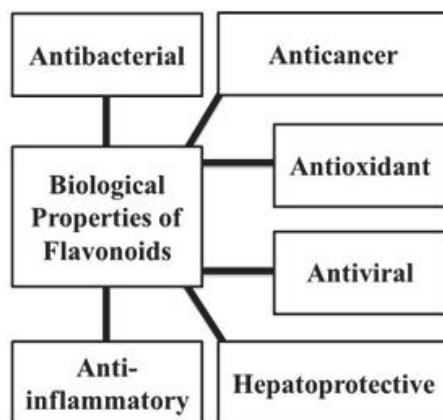 Antibacterial
Anticancer
Antioxidant
Biological
Properties of
Flavonoids
Antiviral
Anti-
inflammatory
Hepatoprotective